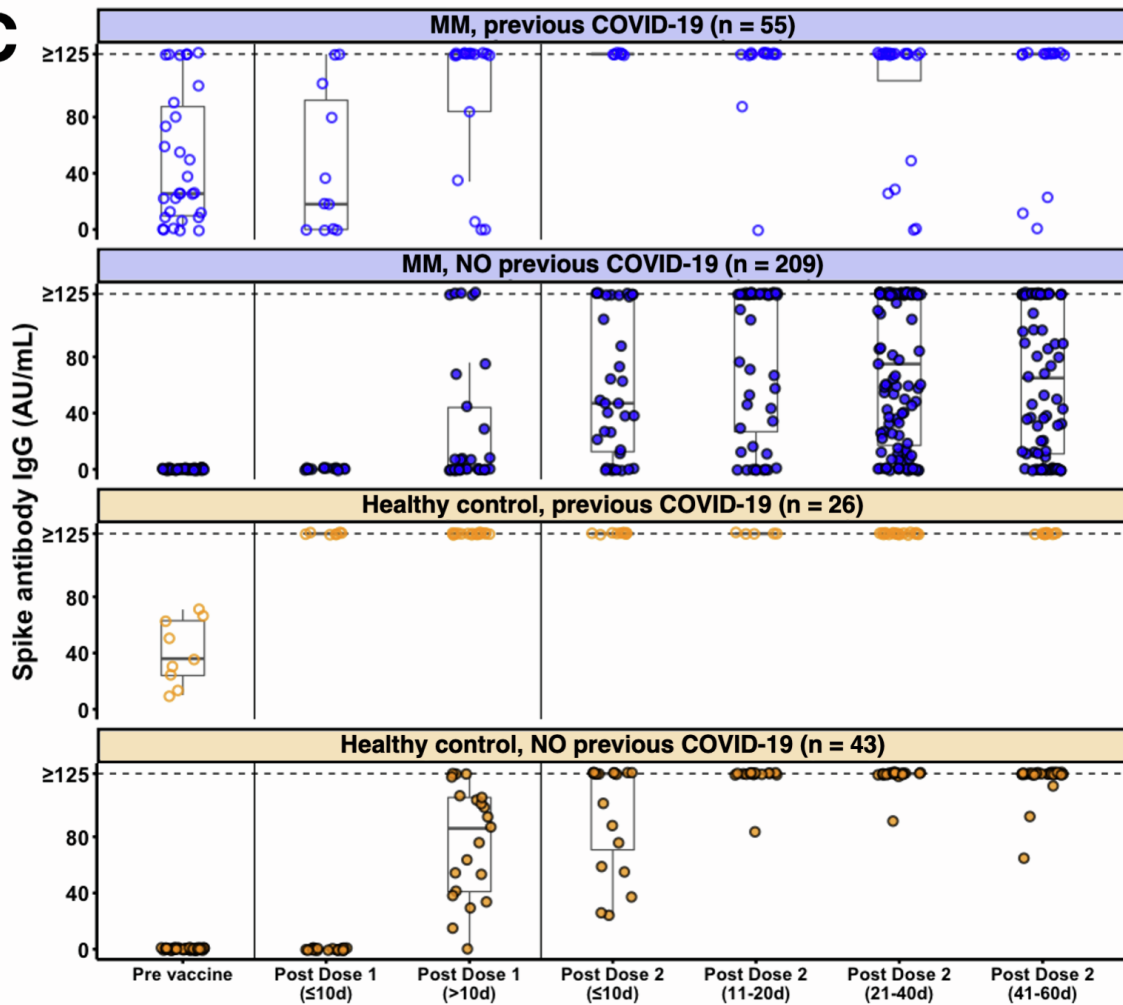 C
MM, previous COVID-19 (n = 55)
≥125
80
40
0
MM, NO previous COVID-19 (n = 209)
≥125
80
40
0
Healthy control, previous COVID-19 (n = 26)
≥125
80
40
0
Healthy control, NO previous COVID-19 (n = 43)
≥125
80
40
0
Spike antibody IgG (AU/mL)
Pre vaccine
Post Dose 1
(≤10d)
Post Dose 1
(>10d)
Post Dose 2
(≤10d)
Post Dose 2
(11-20d)
Post Dose 2
(21-40d)
Post Dose 2
(41-60d)